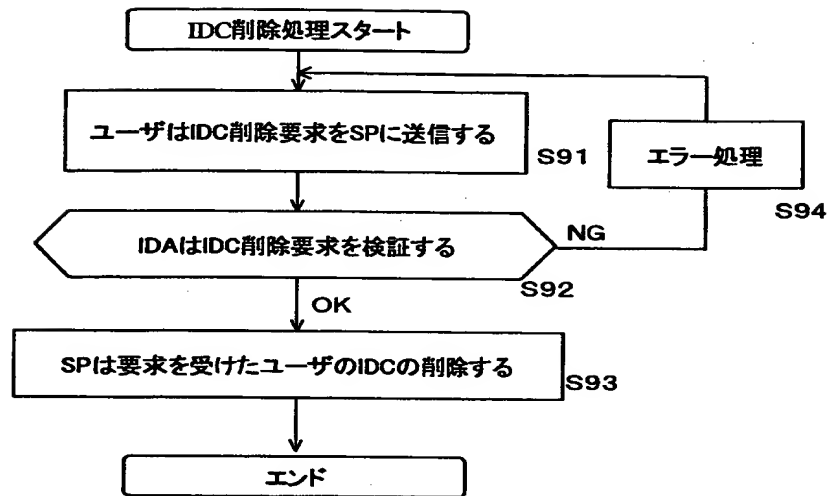 IDC削除処理スタート
ユーザはIDC削除要求をSPに送信する
S91
エラー処理
S94
IDAはIDC削除要求を検証する
NG
S92
OK
SPは要求を受けたユーザのIDCの削除する
S93
エンド